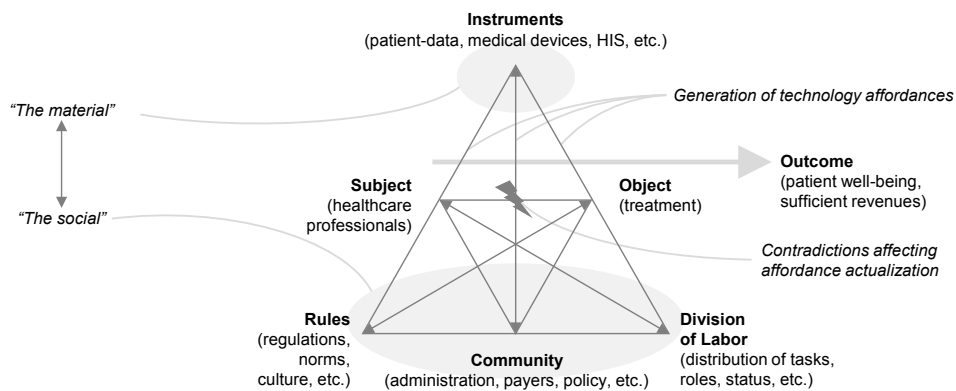 Instruments
(patient-data, medical devices, HIS, etc.)
“The material”
Generation of technology affordances
Subject
(healthcare
professionals)
Object
(treatment)
Outcome
(patient well-being,
sufficient revenues)
“The social”
Contradictions affecting
affordance actualization
Rules
(regulations,
norms,
culture, etc.)
Community
(administration, payers, policy, etc.)
Division
of Labor
(distribution of tasks,
roles, status, etc.)